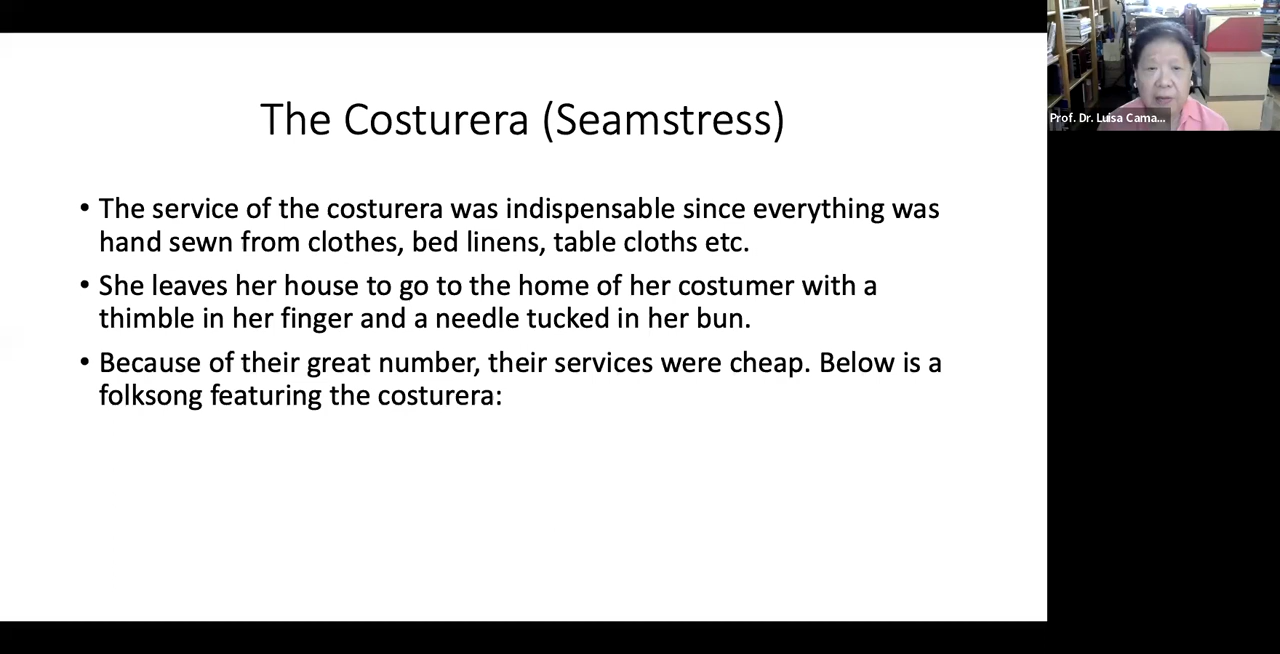 The Costurera (Seamstress)
• The service of the costurera was indispensable since everything was
hand sewn from clothes, bed linens, table cloths etc.
• She leaves her house to go to the home of her costumer with a
thimble in her finger and a needle tucked in her bun.
• Because of their great number, their services were cheap. Below is a
folksong featuring the costurera:
Prof. Dr. Luisa Cama...